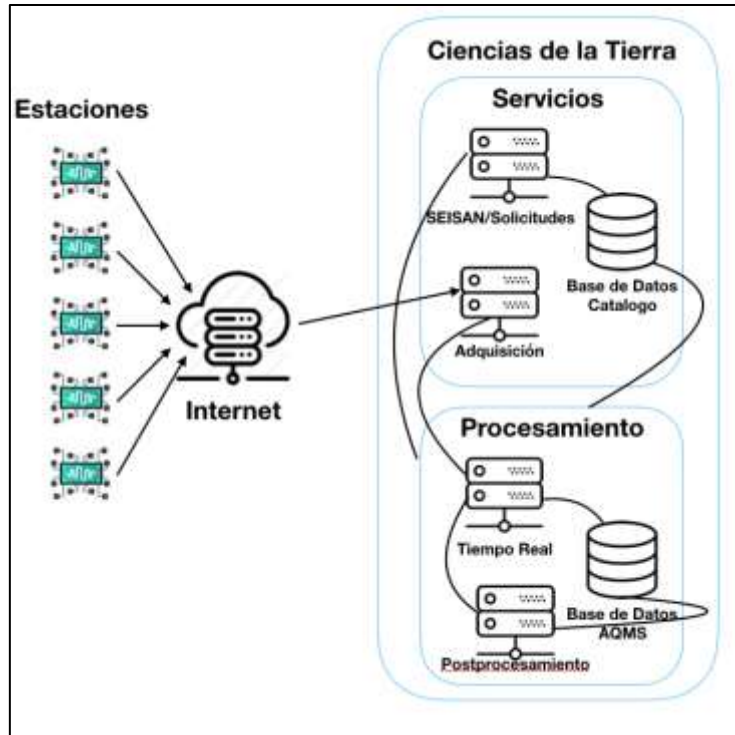 Ciencias de la Tierra
Servicios
Estaciones
SEISAN/Solicitudes
Base de Datos
Catalogo
Adquisición
Internet
Procesamiento
Tiempo Real
Base de Datos
AQMS
Postprocesamiento